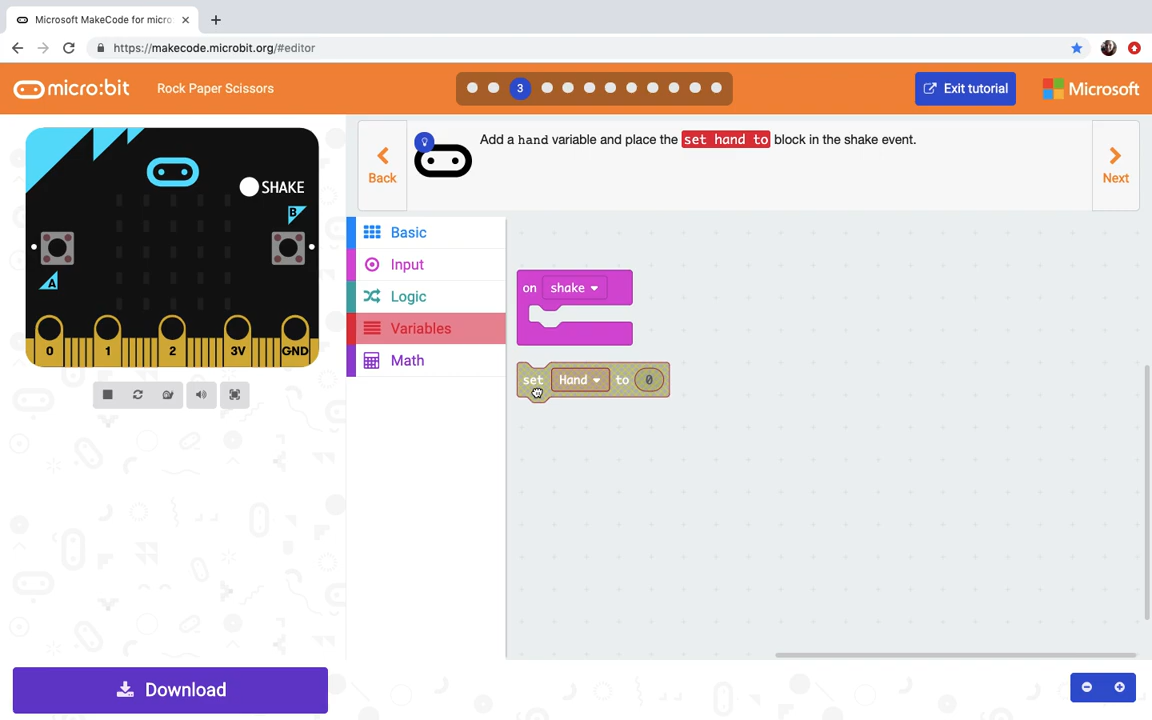 Microsoft MakeCode for micro:
https://makecode.microbit.org/#editor
micro:bit
Rock Paper Scissors
3
Exit tutorial
Microsoft
Back
Add a hand variable and place the set hand to block in the shake event.
Next
SHAKE
B
A
0 1 2 3V GND
Basic
Input
Logic
Variables
Math
on shake
set Hand to 0
Download